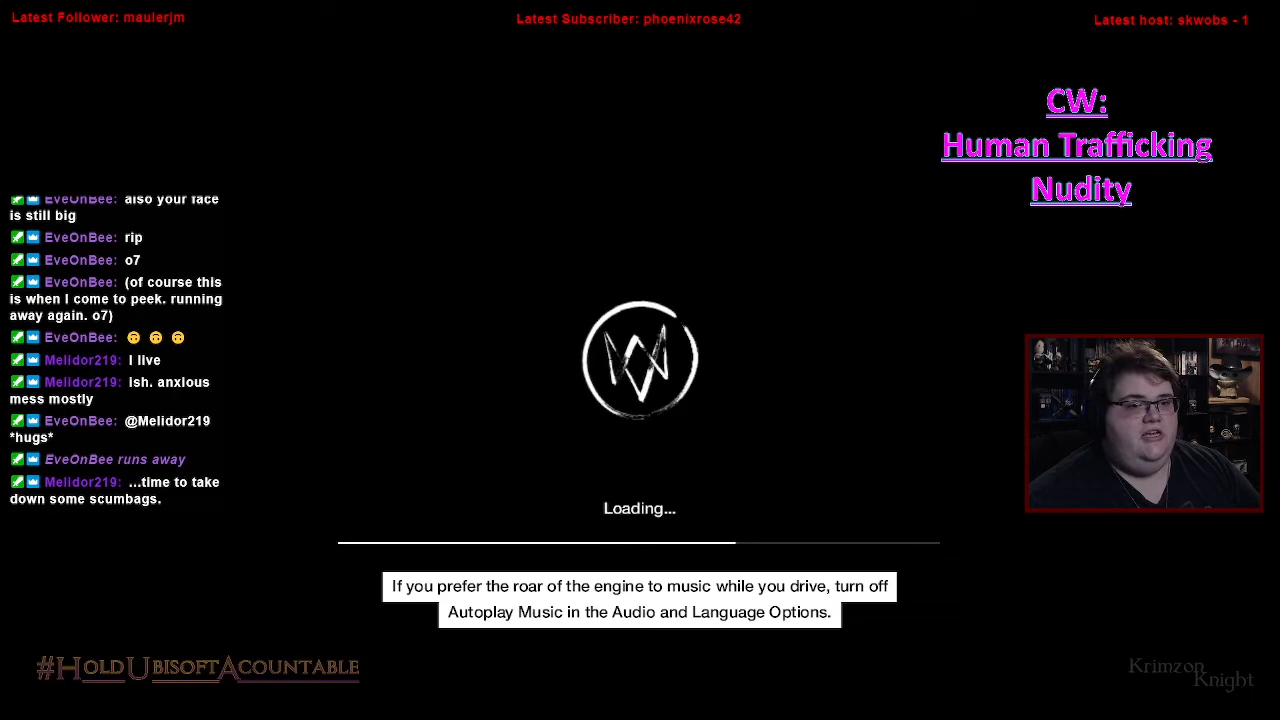 Latest Follower: maulerjm
Latest Subscriber: phoenixrose42
Latest host: skwobs - 1
CW:
Human Trafficking
Nudity
EveOnBee: also your face
is still big
EveOnBee: rip
EveOnBee: o7
EveOnBee: (of course this
is when I come to peek. running
away again. o7)
EveOnBee: 🙃 🙃 🙃
Melidor219: I live
Melidor219: ish. anxious
mess mostly
EveOnBee: @Melidor219
*hugs*
EveOnBee runs away
Melidor219: ...time to take
down some scumbags.
Loading...
If you prefer the roar of the engine to music while you drive, turn off
Autoplay Music in the Audio and Language Options.
#HoldUbisoftAcountable
Krimzon
Knight